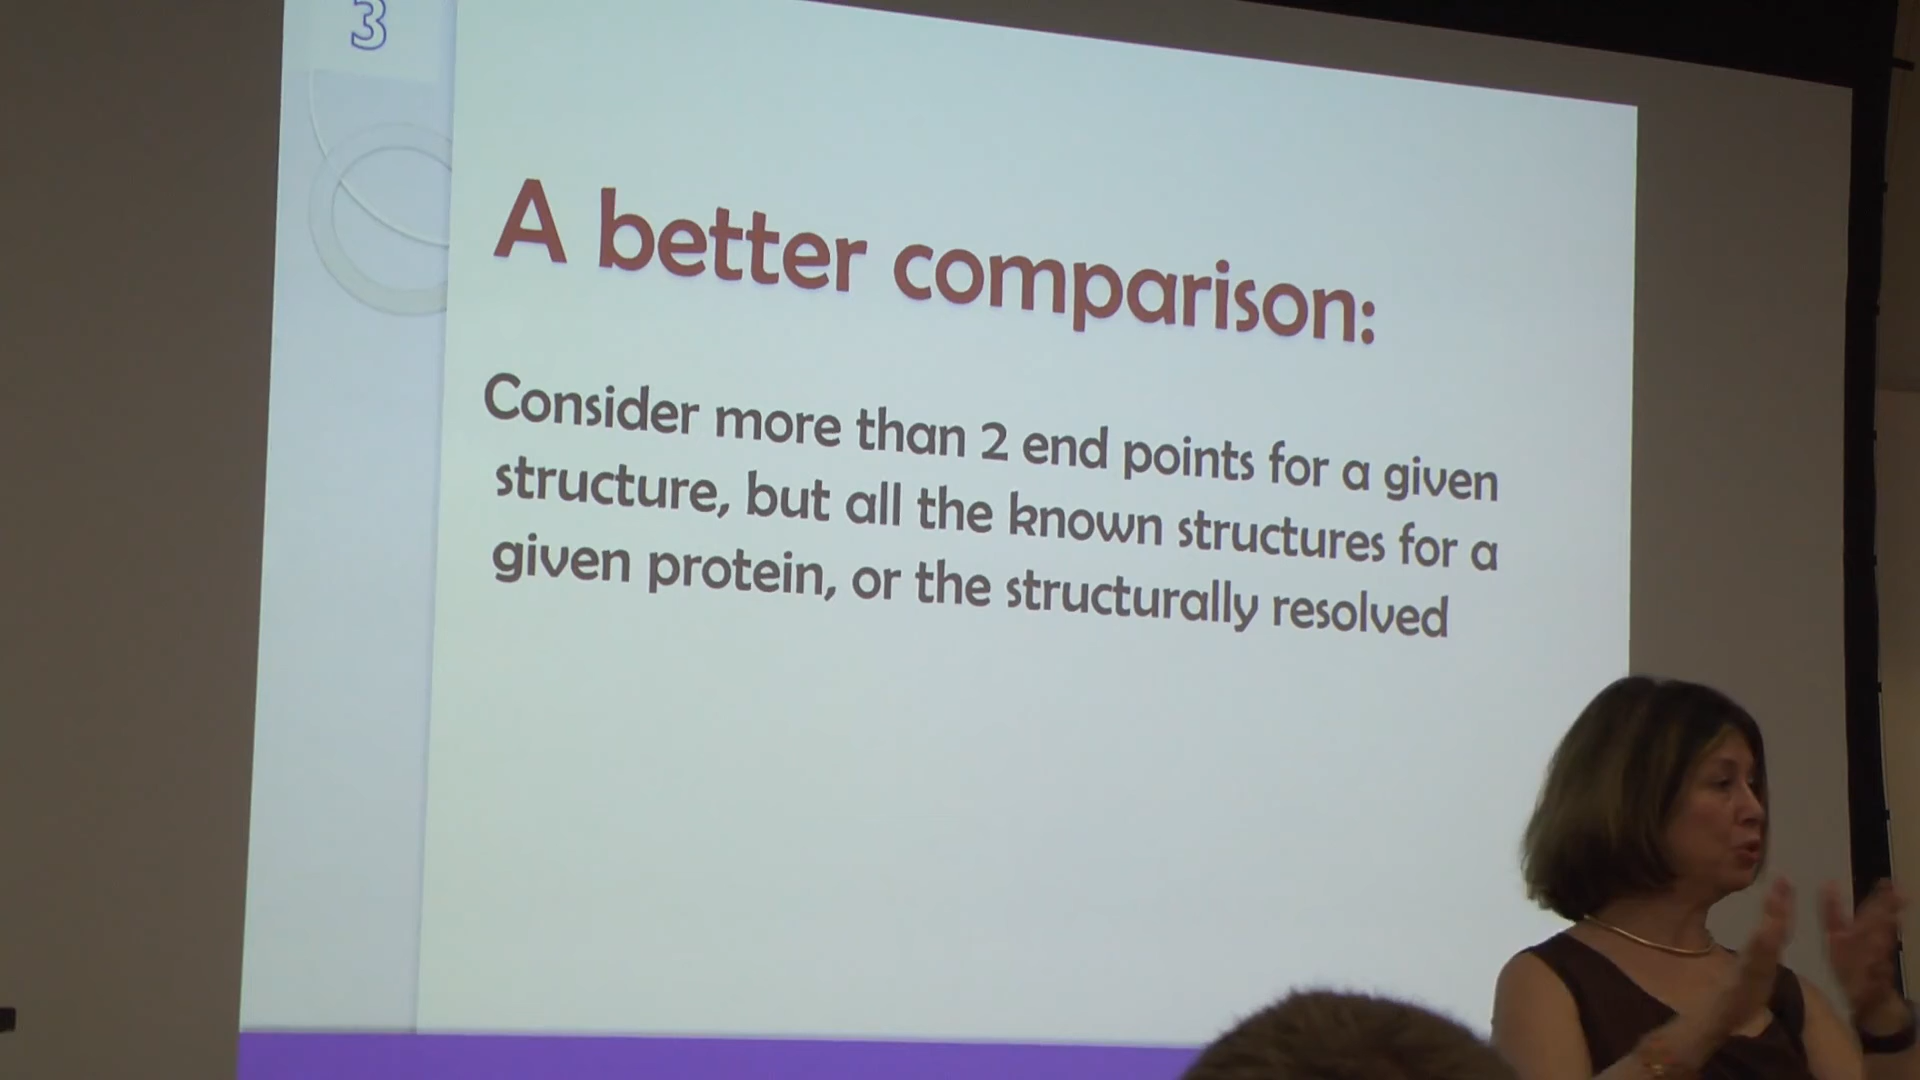 3
A better comparison:
Consider more than 2 end points for a given
structure, but all the known structures for a
given protein, or the structurally resolved